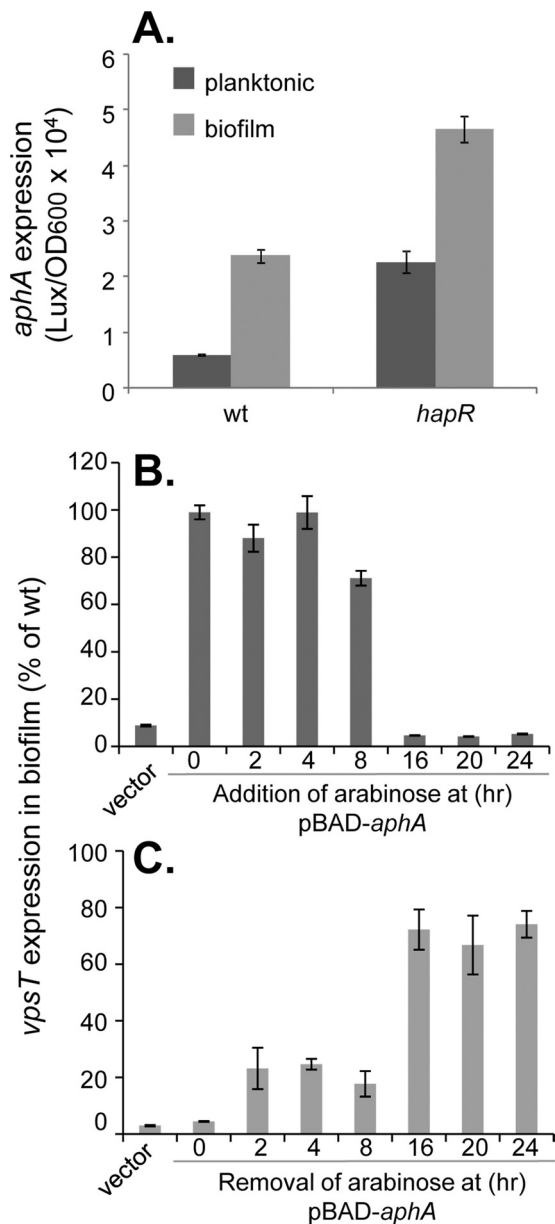 A.
planktonic
biofilm
aphA expression
(Lux/OD600 x 10⁴)
6
5
4
3
2
1
0
wt
hapR
vpsT expression in biofilm (% of wt)
B.
120
100
80
60
40
20
0
vector
0 2 4 8 16 20 24
Addition of arabinose at (hr)
pBAD-aphA
C.
100
80
60
40
20
0
vector
0 2 4 8 16 20 24
Removal of arabinose at (hr)
pBAD-aphA